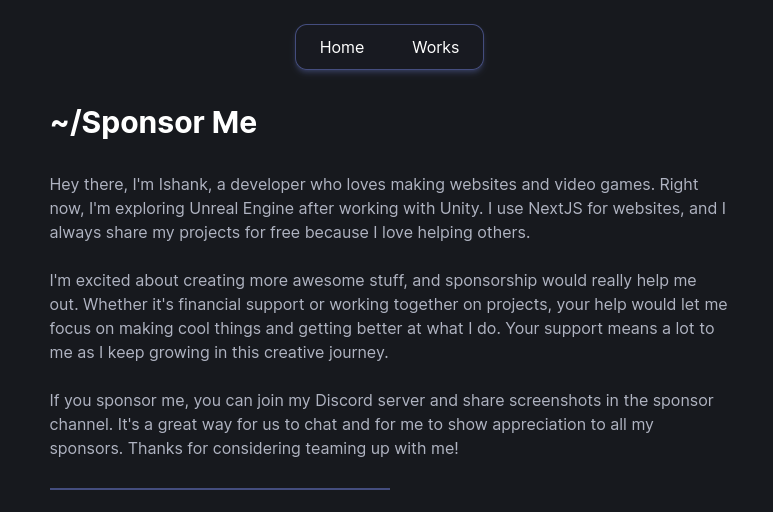 Home Works
~/Sponsor Me
Hey there, I'm Ishank, a developer who loves making websites and video games. Right
now, I'm exploring Unreal Engine after working with Unity. I use NextJS for websites, and I
always share my projects for free because I love helping others.
I'm excited about creating more awesome stuff, and sponsorship would really help me
out. Whether it's financial support or working together on projects, your help would let me
focus on making cool things and getting better at what I do. Your support means a lot to
me as I keep growing in this creative journey.
If you sponsor me, you can join my Discord server and share screenshots in the sponsor
channel. It's a great way for us to chat and for me to show appreciation to all my
sponsors. Thanks for considering teaming up with me!